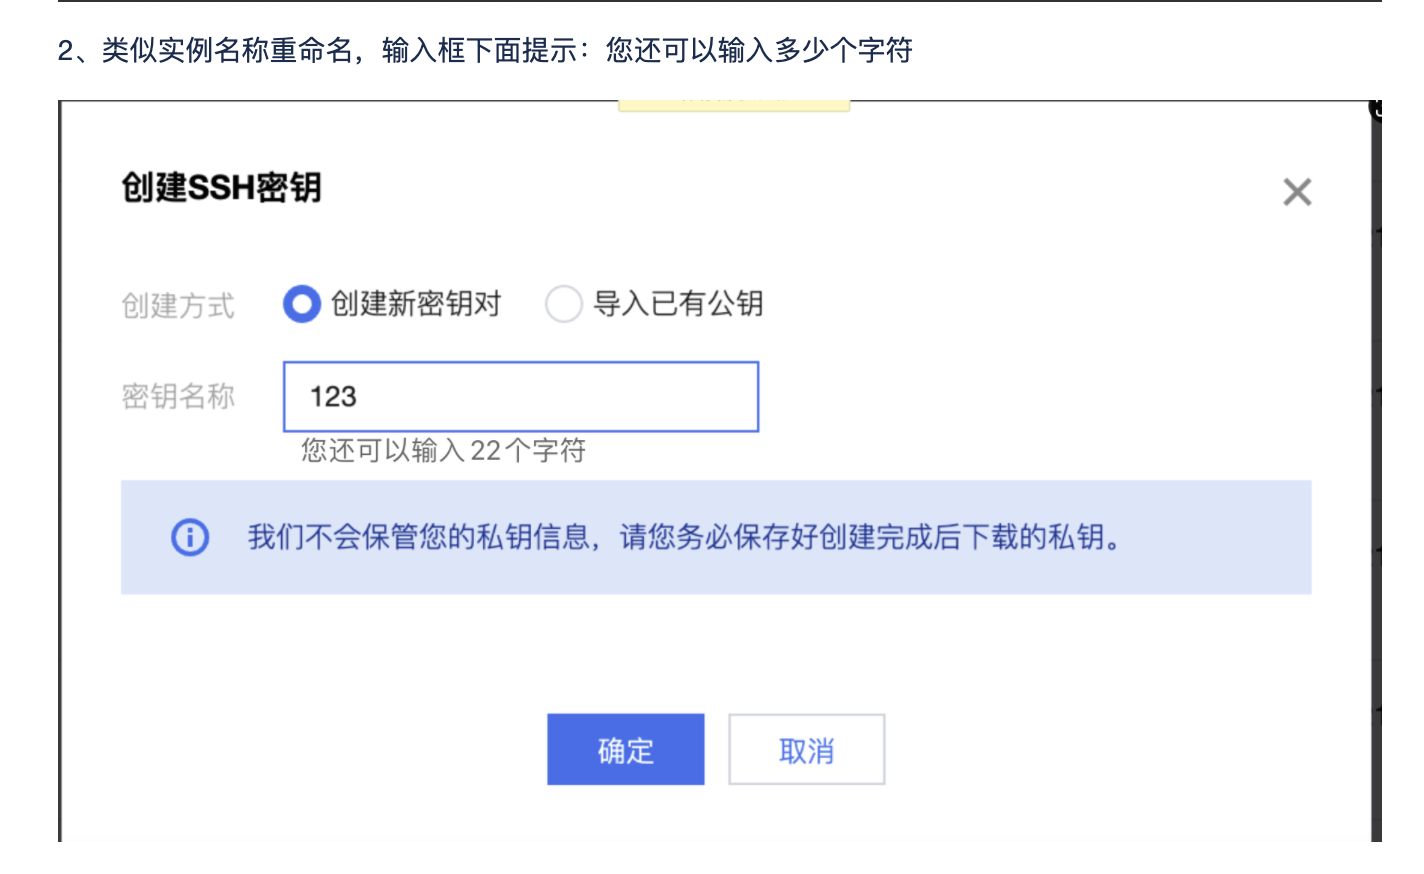 2、类似实例名称重命名，输入框下面提示：您还可以输入多少个字符
创建SSH密钥
创建方式 创建新密钥对 导入已有公钥
密钥名称 123
您还可以输入22个字符
我们不会保管您的私钥信息，请您务必保存好创建完成后下载的私钥。
确定 取消